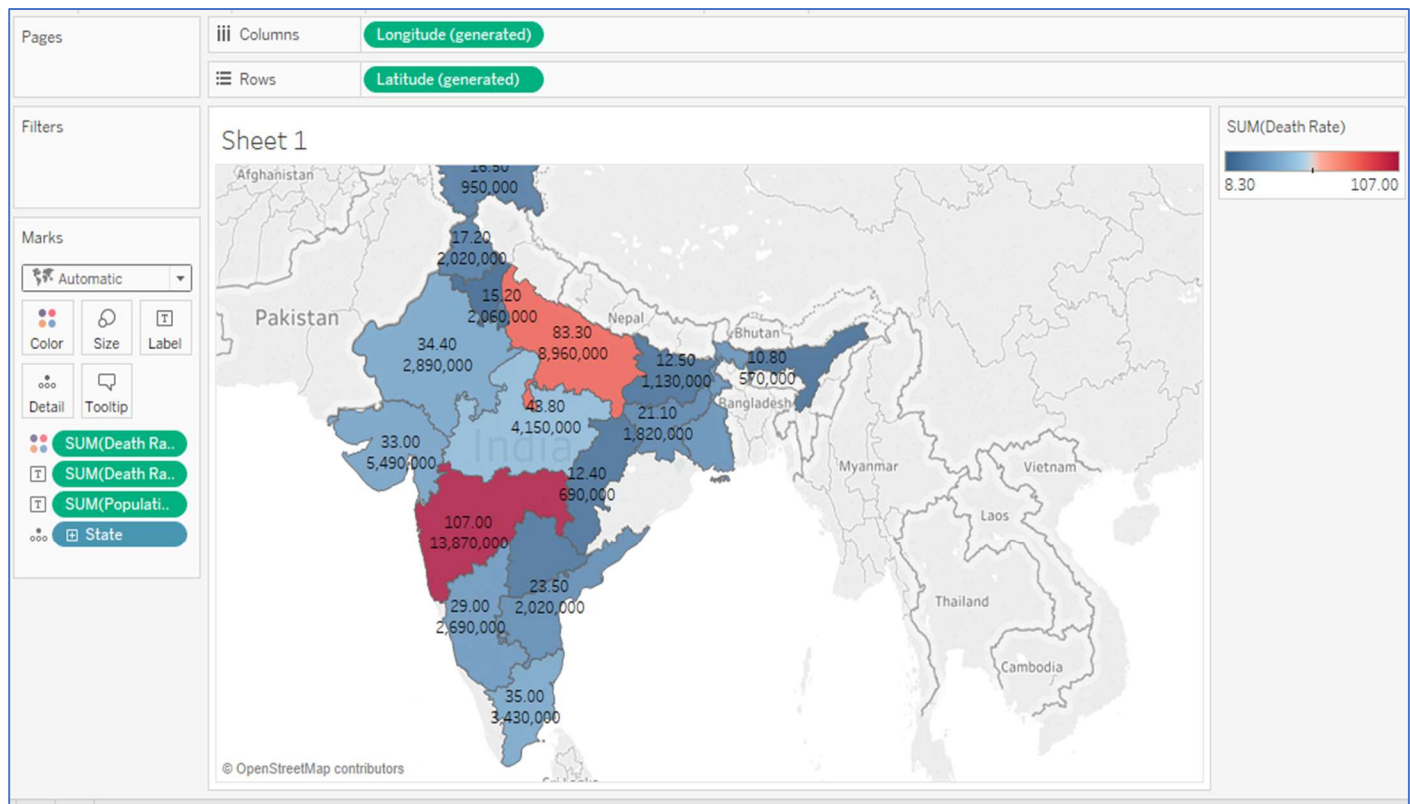 Pages
Columns
Longitude (generated)
Rows
Latitude (generated)
Filters
Marks
Automatic
Color
Size
Label
Detail
Tooltip
SUM(Death Ra..
SUM(Death Ra..
SUM(Populati..
State
Sheet 1
Afghanistan
16.50
950,000
17.20
2,020,000
15.20
2,060,000
Pakistan
Nepal
83.30
8,960,000
Bhutan
34.40
2,890,000
12.50
1,130,000
10.80
570,000
Bangladesh
43.80
4,150,000
21.10
1,820,000
India
33.00
5,490,000
12.40
690,000
Myanmar
Vietnam
107.00
13,870,000
Laos
23.50
2,020,000
29.00
2,690,000
Thailand
Cambodia
35.00
3,430,000
© OpenStreetMap contributors
Sri Lanka
SUM(Death Rate)
8.30
107.00